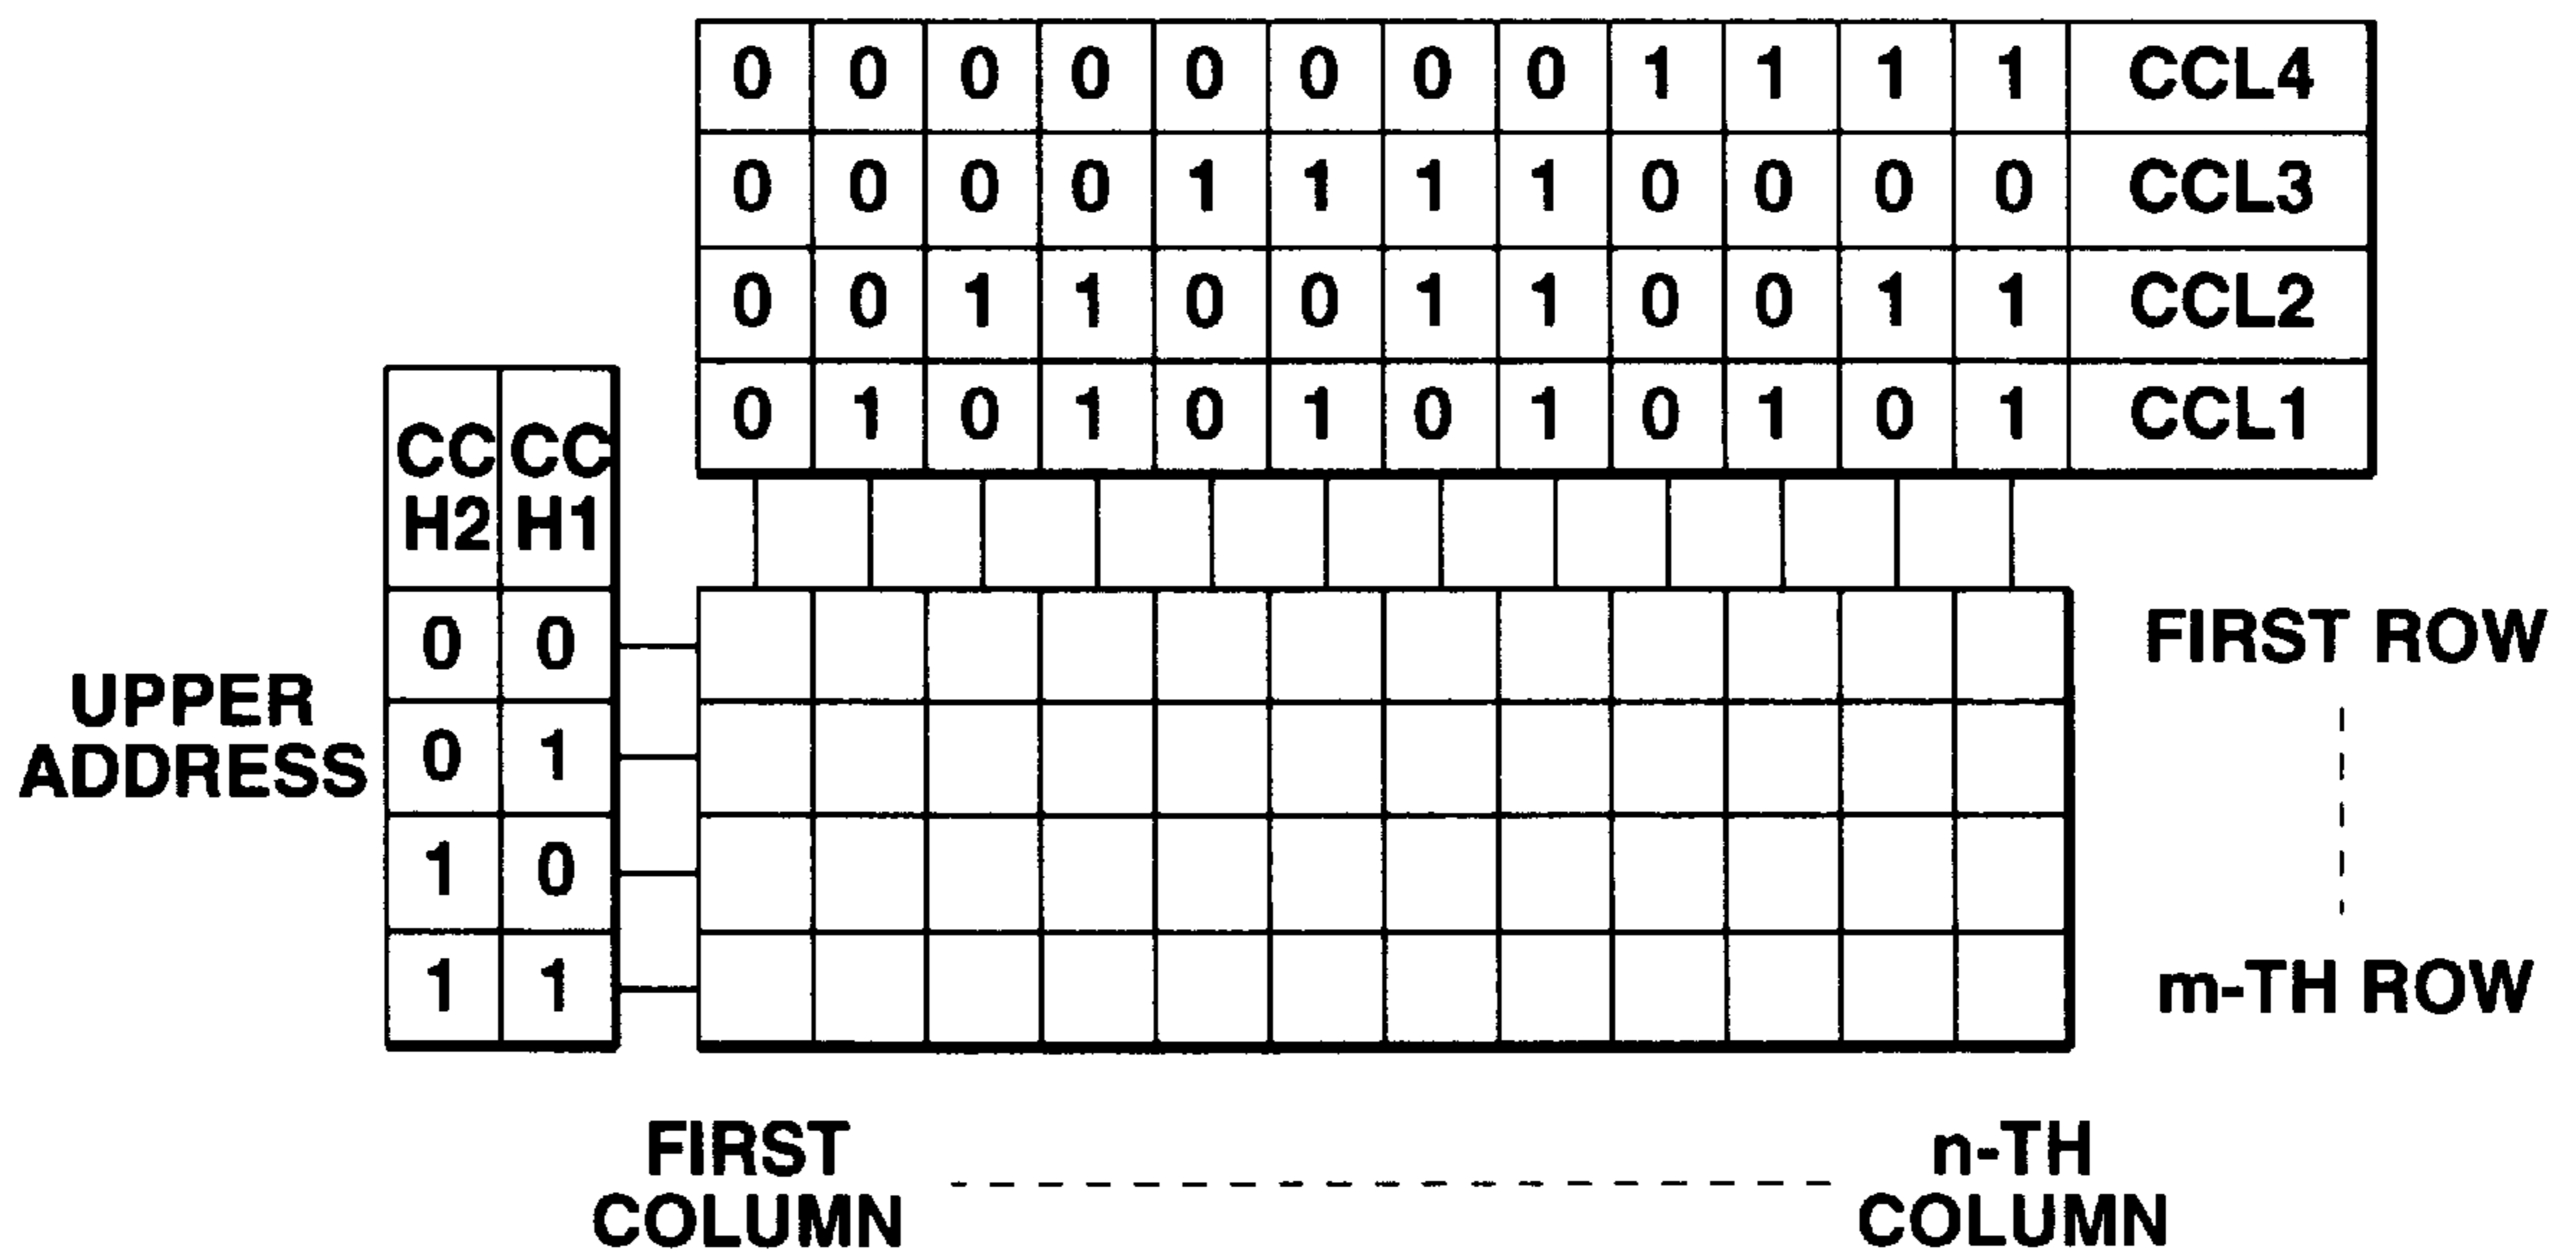 0 0 0 0 0 0 0 0 1 1 1 1 CCL4
0 0 0 0 1 1 1 1 0 0 0 0 CCL3
0 0 1 1 0 0 1 1 0 0 1 1 CCL2
0 1 0 1 0 1 0 1 0 1 0 1 CCL1
CC CC
H2 H1
0 0
0 1
1 0
1 1
UPPER
ADDRESS
FIRST ROW
m-TH ROW
FIRST
COLUMN
n-TH
COLUMN